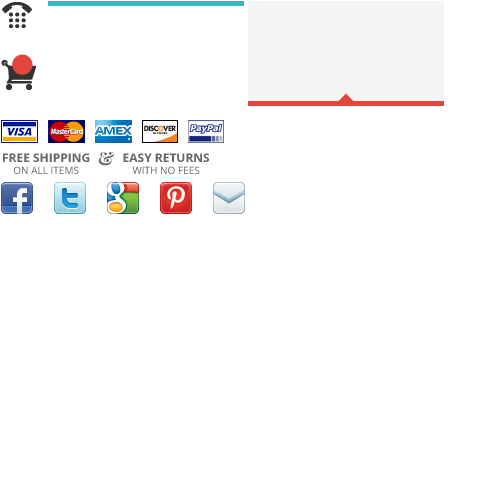 VISA MasterCard AMEX DISCOVER PayPal
FREE SHIPPING & EASY RETURNS
ON ALL ITEMS WITH NO FEES